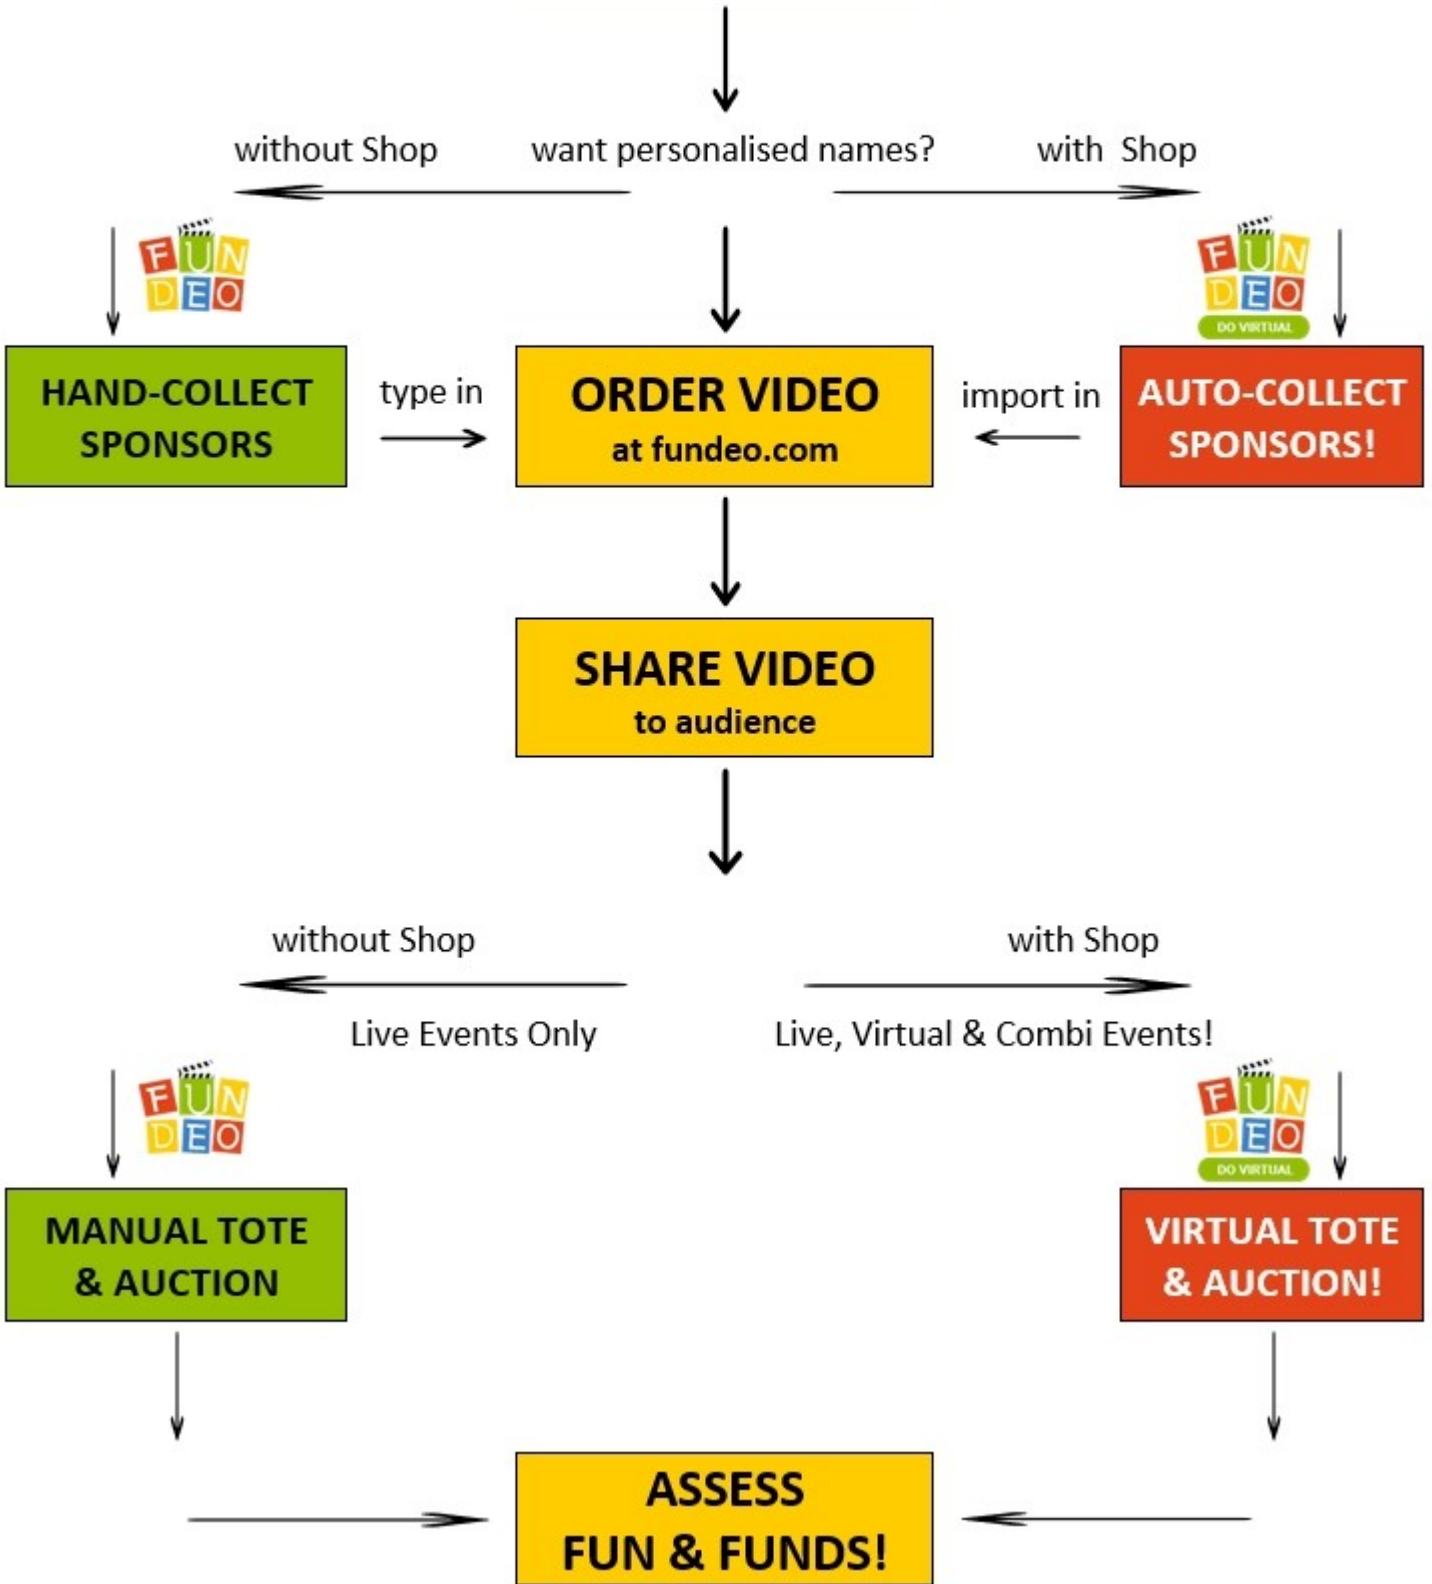 without Shop
want personalised names?
with Shop
FUN
DEO
FUN
DEO
DO VIRTUAL
HAND-COLLECT
SPONSORS
type in
ORDER VIDEO
at fundeo.com
import in
AUTO-COLLECT
SPONSORS!
SHARE VIDEO
to audience
without Shop
with Shop
Live Events Only
Live, Virtual & Combi Events!
FUN
DEO
FUN
DEO
DO VIRTUAL
MANUAL TOTE
& AUCTION
VIRTUAL TOTE
& AUCTION!
ASSESS
FUN & FUNDS!